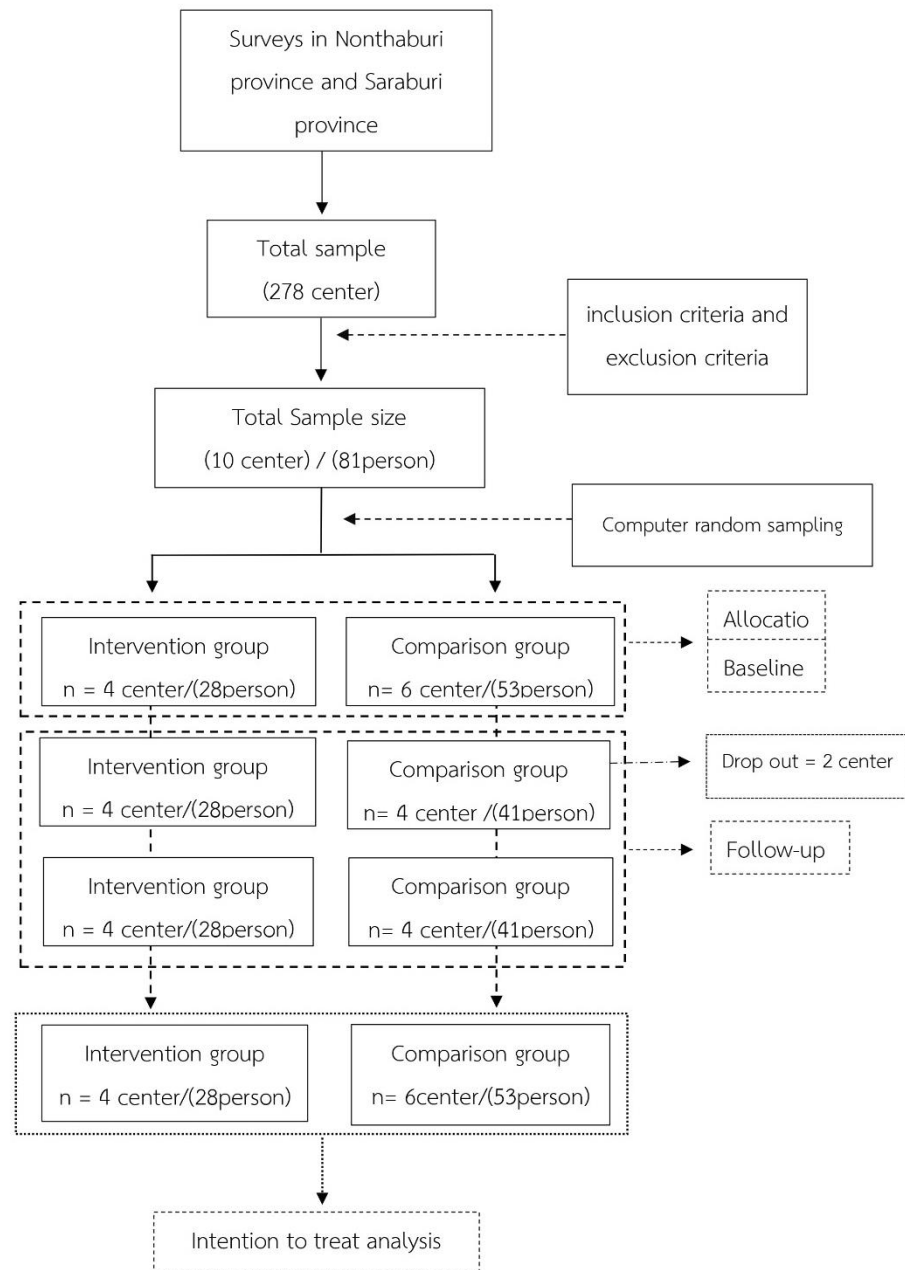 Surveys in Nonthaburi
province and Saraburi
province
Total sample
(278 center)
inclusion criteria and
exclusion criteria
Total Sample size
(10 center) / (81person)
Computer random sampling
Intervention group
n = 4 center/(28person)
Comparison group
n= 6 center/(53person)
Allocatio
Baseline
Intervention group
n = 4 center/(28person)
Comparison group
n= 4 center /(41person)
Drop out = 2 center
Follow-up
Intervention group
n = 4 center/(28person)
Comparison group
n= 4 center/(41person)
Intervention group
n = 4 center/(28person)
Comparison group
n= 6center/(53person)
Intention to treat analysis